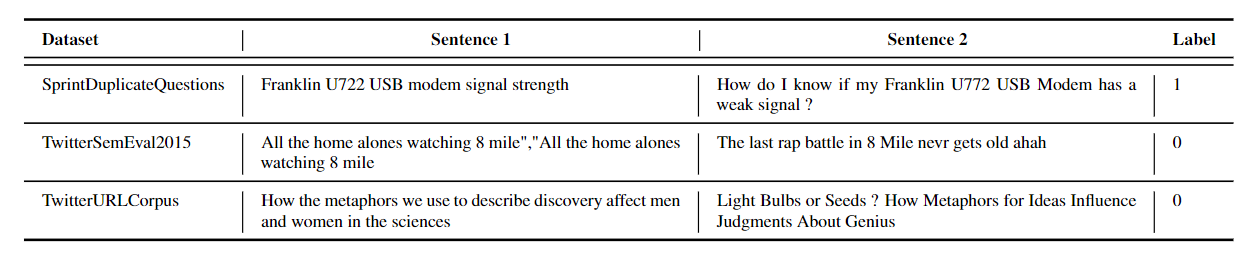 Dataset Sentence 1 Sentence 2 Label
SprintDuplicateQuestions Franklin U722 USB modem signal strength How do I know if my Franklin U772 USB Modem has a 1
weak signal ?
TwitterSemEval2015 All the home alones watching 8 mile","All the home alones The last rap battle in 8 Mile nevr gets old ahah 0
watching 8 mile
TwitterURLCorpus How the metaphors we use to describe discovery affect men Light Bulbs or Seeds ? How Metaphors for Ideas Influence 0
and women in the sciences Judgments About Genius